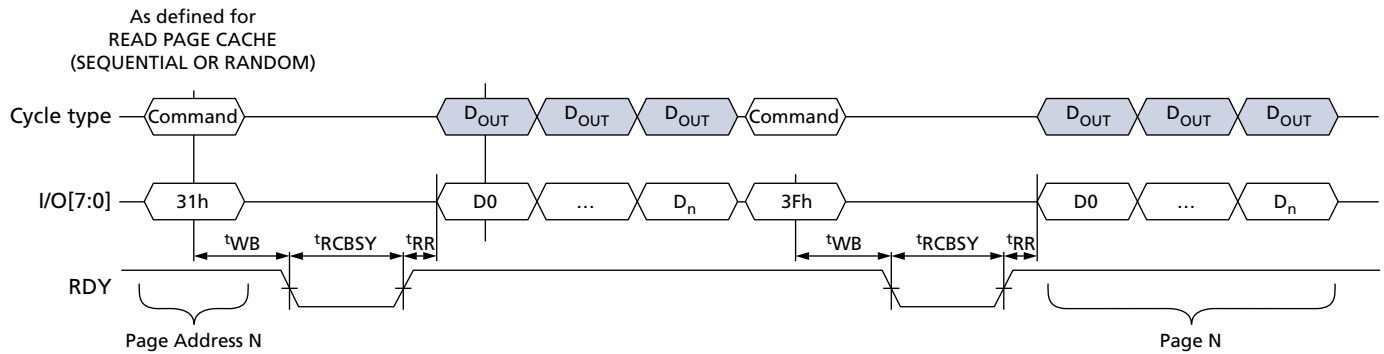 As defined for
READ PAGE CACHE
(SEQUENTIAL OR RANDOM)
Cycle type Command DOUT DOUT DOUT Command DOUT DOUT DOUT
I/O[7:0] 31h D0 ... Dn 3Fh D0 ... Dn
tWB tRCBSY tRR tWB tRCBSY tRR
RDY
Page Address N Page N